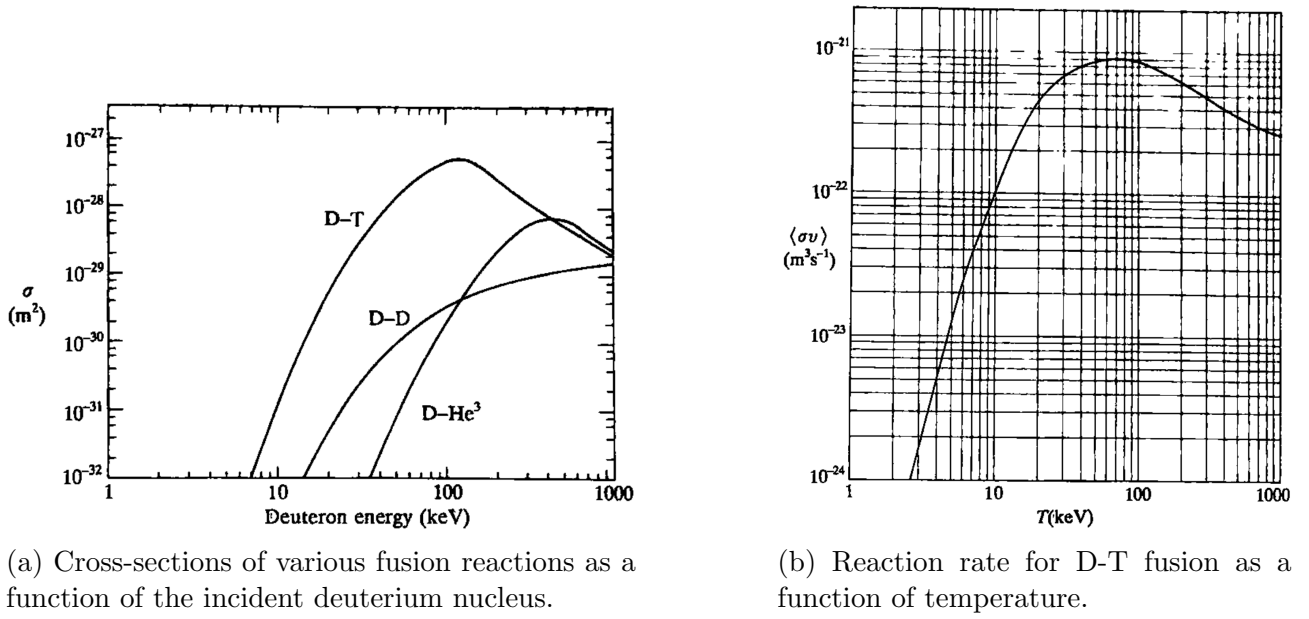 10⁻²⁷
10⁻²⁸
10⁻²⁹
10⁻³⁰
10⁻³¹
10⁻³²
σ
(m²)
D–T
D–D
D–He³
1 10 100 1000
Deuteron energy (keV)
(a) Cross-sections of various fusion reactions as a
function of the incident deuterium nucleus.
10⁻²¹
10⁻²²
⟨σv⟩
(m³s⁻¹)
10⁻²³
10⁻²⁴
1 10 100 1000
T(keV)
(b) Reaction rate for D-T fusion as a
function of temperature.